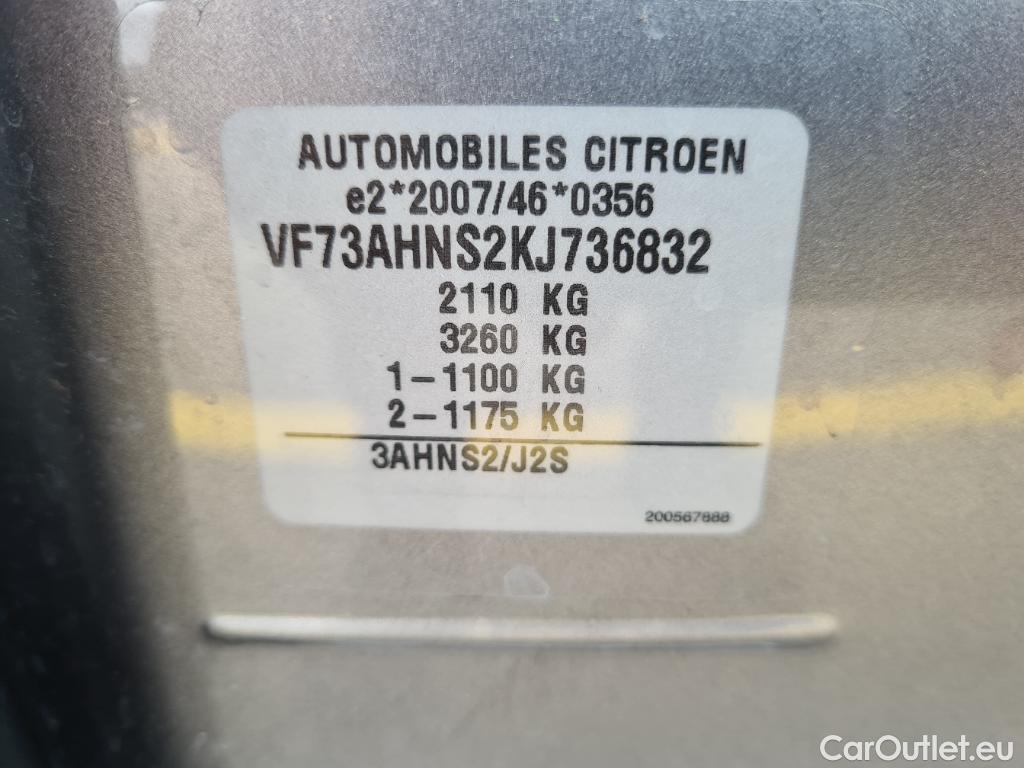 AUTOMOBILES CITROEN
e2*2007/46*0356
VF73AHNS2KJ736832
2110 KG
3260 KG
1-1100 KG
2-1175 KG
3AHNS2/J2S
200567888
CarOutlet.eu